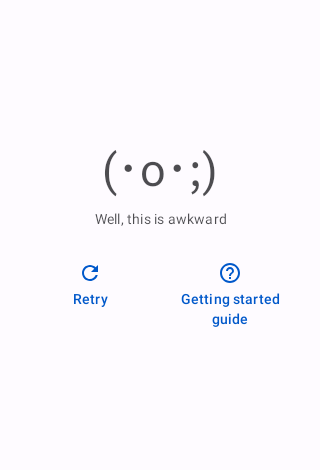 (･o･;)
Well, this is awkward
Retry
Getting started
guide